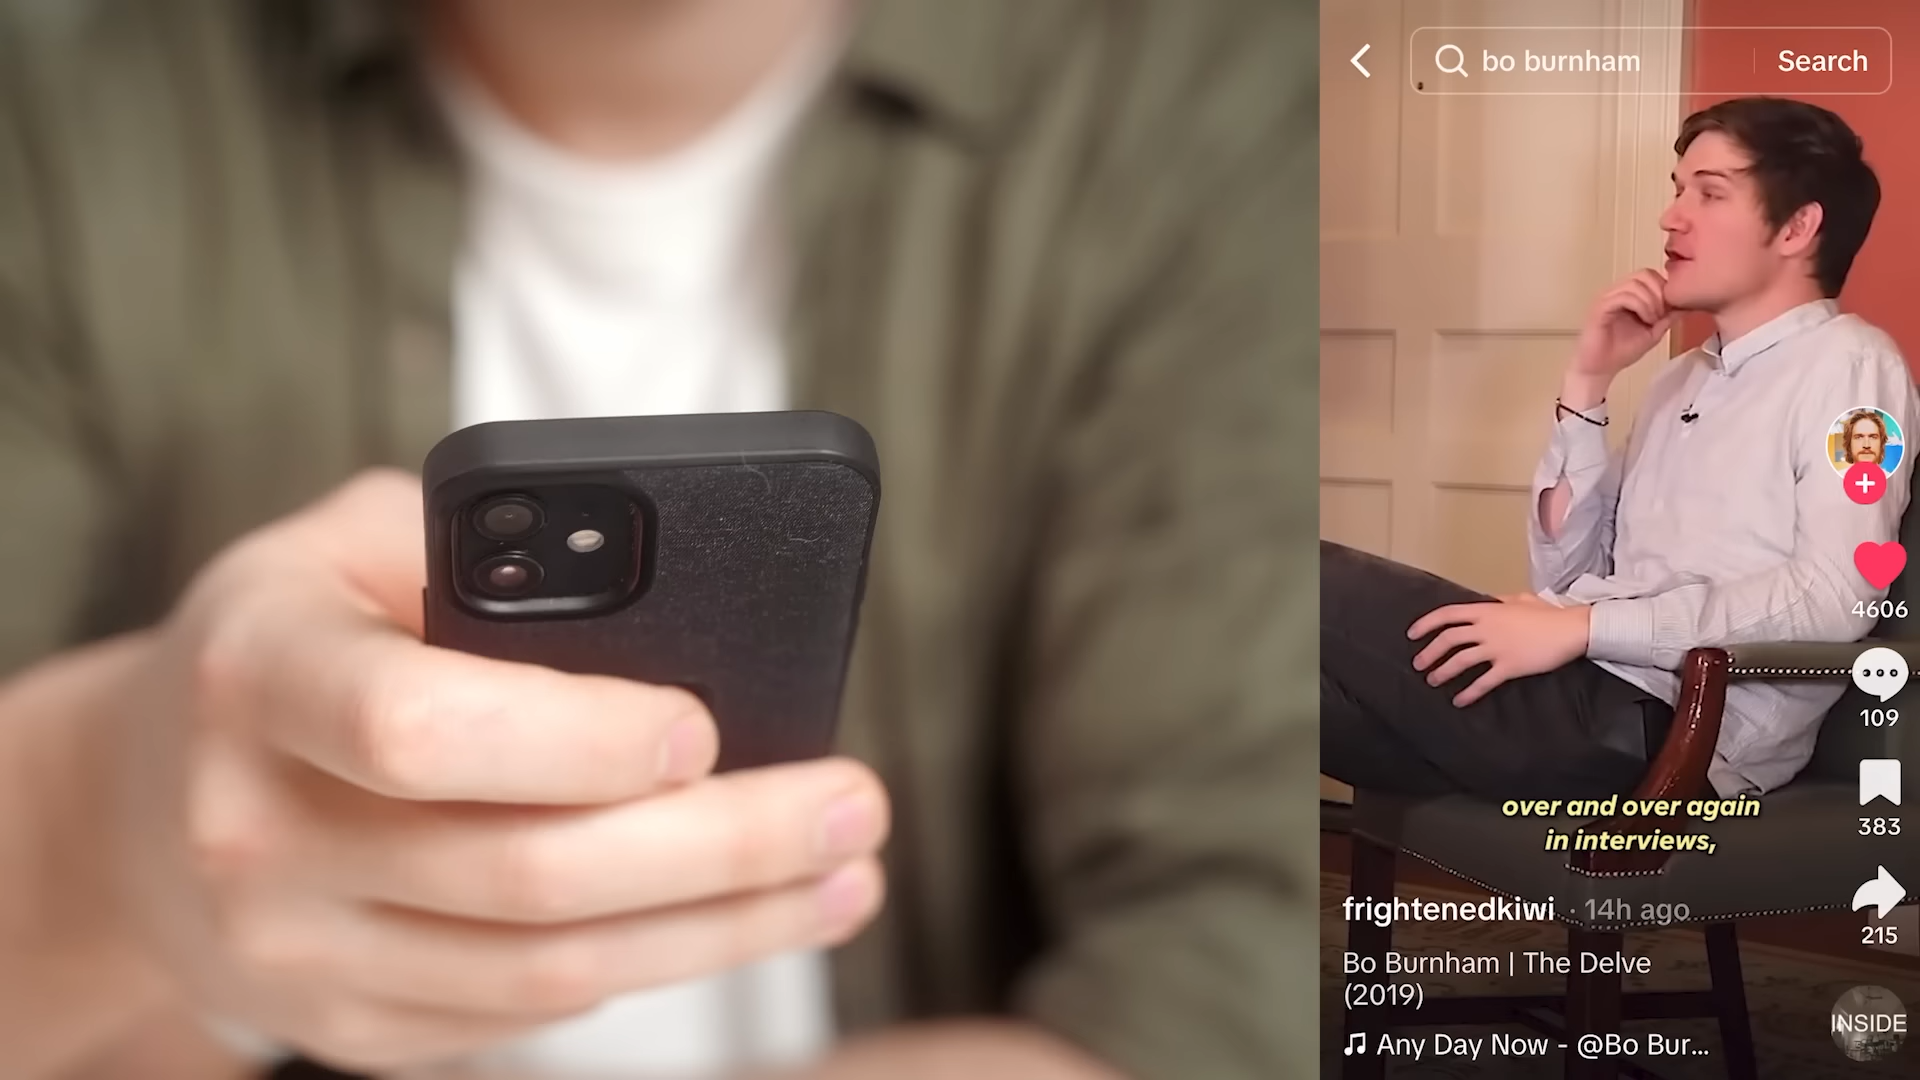 bo burnham
Search
4606
109
383
215
over and over again
in interviews,
frightenedkiwi · 14h ago
Bo Burnham | The Delve
(2019)
Any Day Now - @Bo Bur...
INSIDE